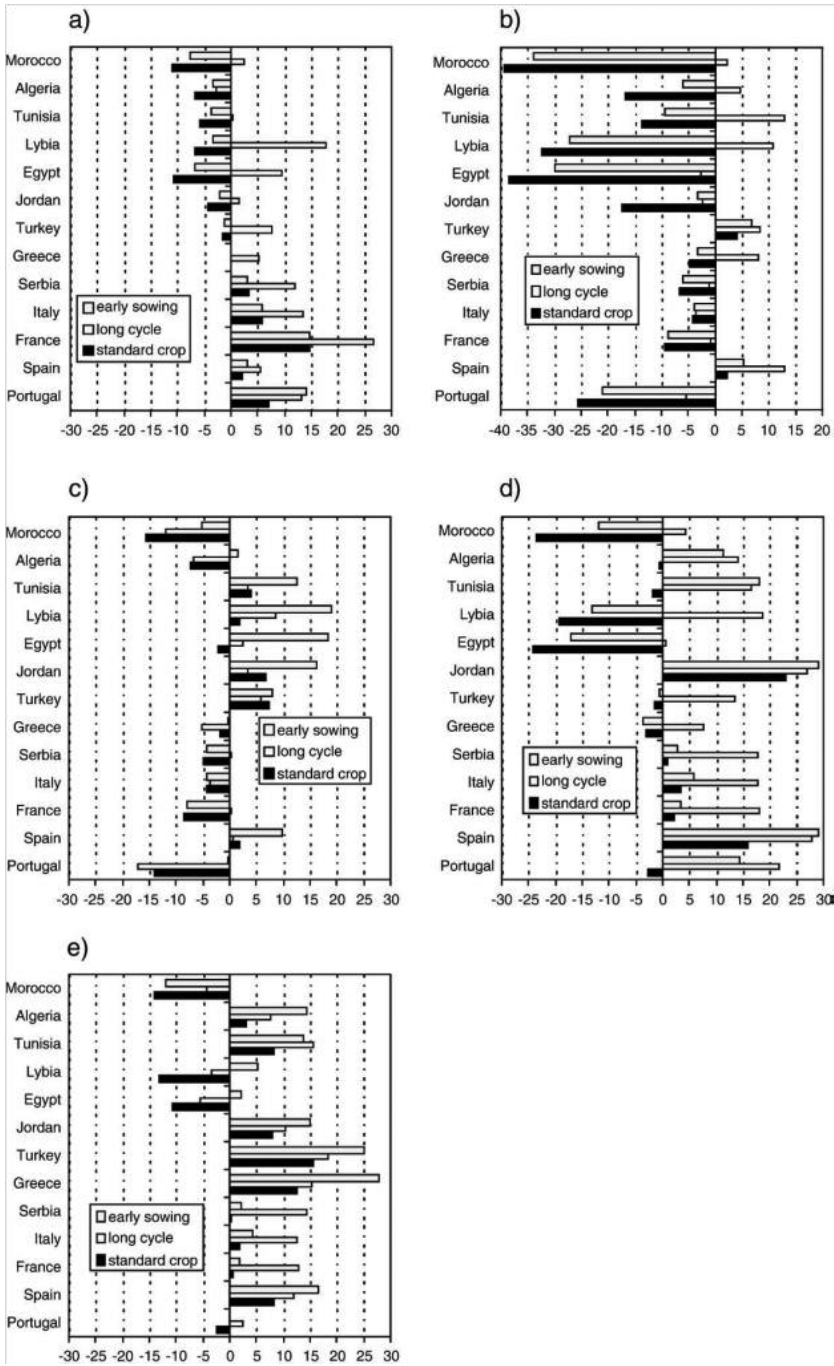 a)
Morocco
Algeria
Tunisia
Lybia
Egypt
Jordan
Turkey
Greece
Serbia
Italy
France
Spain
Portugal
early sowing
long cycle
standard crop
-30 -25 -20 -15 -10 -5 0 5 10 15 20 25 30
b)
Morocco
Algeria
Tunisia
Lybia
Egypt
Jordan
Turkey
Greece
Serbia
Italy
France
Spain
Portugal
early sowing
long cycle
standard crop
-40 -35 -30 -25 -20 -15 -10 -5 0 5 10 15 20
c)
Morocco
Algeria
Tunisia
Lybia
Egypt
Jordan
Turkey
Greece
Serbia
Italy
France
Spain
Portugal
early sowing
long cycle
standard crop
-30 -25 -20 -15 -10 -5 0 5 10 15 20 25 30
d)
Morocco
Algeria
Tunisia
Lybia
Egypt
Jordan
Turkey
Greece
Serbia
Italy
France
Spain
Portugal
early sowing
long cycle
standard crop
-30 -25 -20 -15 -10 -5 0 5 10 15 20 25 30
e)
Morocco
Algeria
Tunisia
Lybia
Egypt
Jordan
Turkey
Greece
Serbia
Italy
France
Spain
Portugal
early sowing
long cycle
standard crop
-30 -25 -20 -15 -10 -5 0 5 10 15 20 25 30